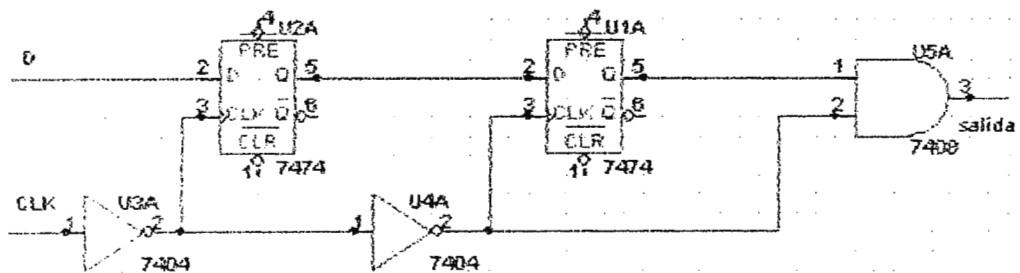 4 U2A
4 U1A
D
PRE
PRE
U5A
2 D Q 5
2 D Q 5
1
3
3 CLK Q 6
3 CLK Q 6
2
salida
CLR
CLR
7408
1 7474
1 7474
CLK
U3A
U4A
1 2
1 2
7404
7404